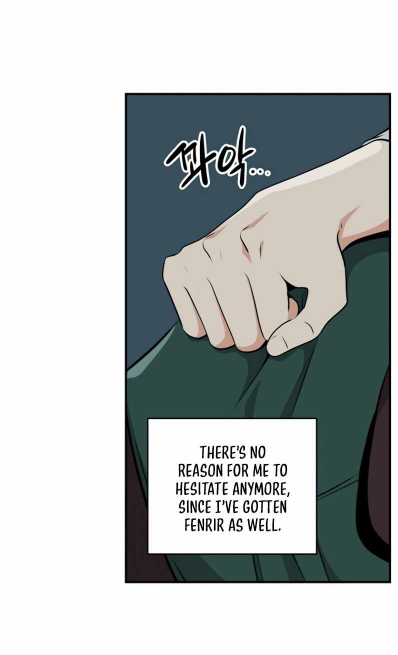 꽈악...
THERE'S NO
REASON FOR ME TO
HESITATE ANYMORE,
SINCE I'VE GOTTEN
FENRIR AS WELL.